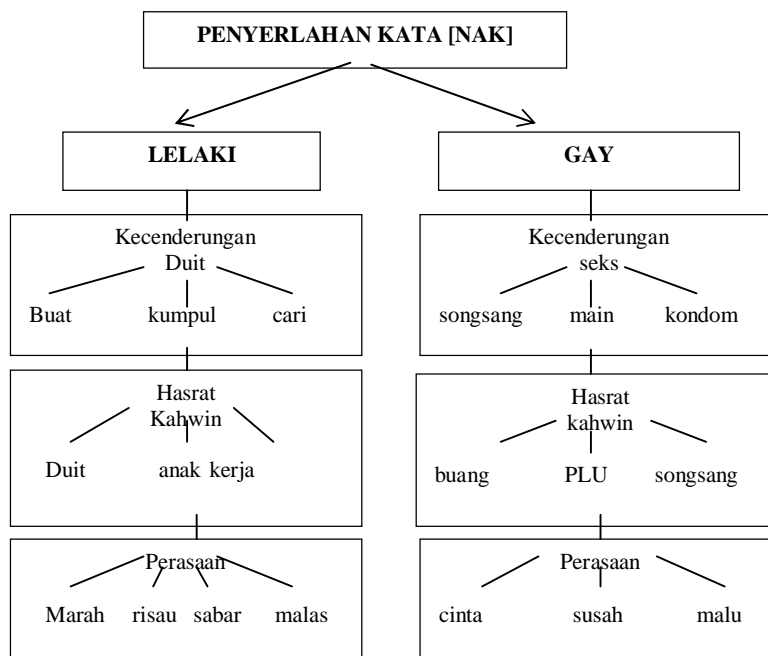 PENYERLAHAN KATA [NAK]
LELAKI
Kecenderungan
Duit
Buat kumpul cari
Hasrat
Kahwin
Duit anak kerja
Perasaan
Marah risau sabar malas
GAY
Kecenderungan
seks
songsang main kondom
Hasrat
kahwin
buang PLU songsang
Perasaan
cinta susah malu